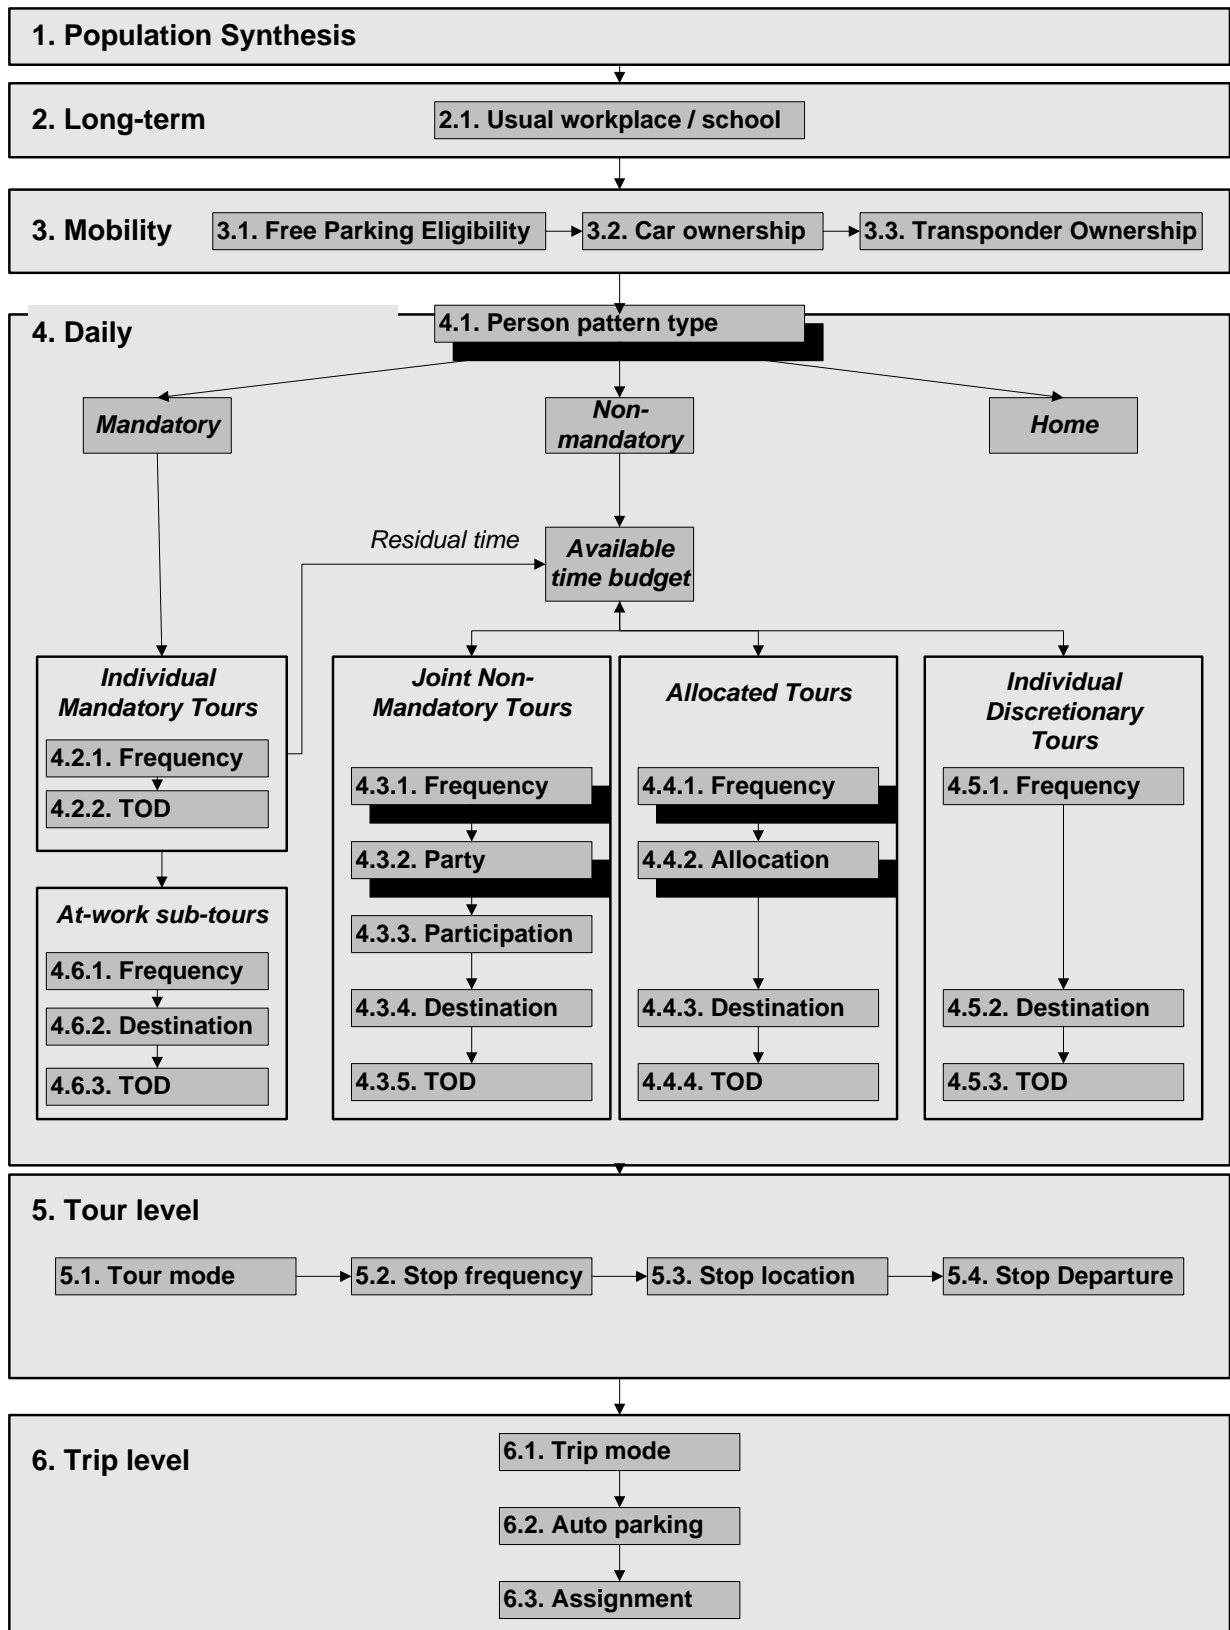 1. Population Synthesis
2. Long-term
2.1. Usual workplace / school
3. Mobility
3.1. Free Parking Eligibility
3.2. Car ownership
3.3. Transponder Ownership
4. Daily
4.1. Person pattern type
Mandatory
Non-
mandatory
Home
Residual time
Available
time budget
Individual
Mandatory Tours
4.2.1. Frequency
4.2.2. TOD
At-work sub-tours
4.6.1. Frequency
4.6.2. Destination
4.6.3. TOD
Joint Non-
Mandatory Tours
4.3.1. Frequency
4.3.2. Party
4.3.3. Participation
4.3.4. Destination
4.3.5. TOD
Allocated Tours
4.4.1. Frequency
4.4.2. Allocation
4.4.3. Destination
4.4.4. TOD
Individual
Discretionary
Tours
4.5.1. Frequency
4.5.2. Destination
4.5.3. TOD
5. Tour level
5.1. Tour mode
5.2. Stop frequency
5.3. Stop location
5.4. Stop Departure
6. Trip level
6.1. Trip mode
6.2. Auto parking
6.3. Assignment